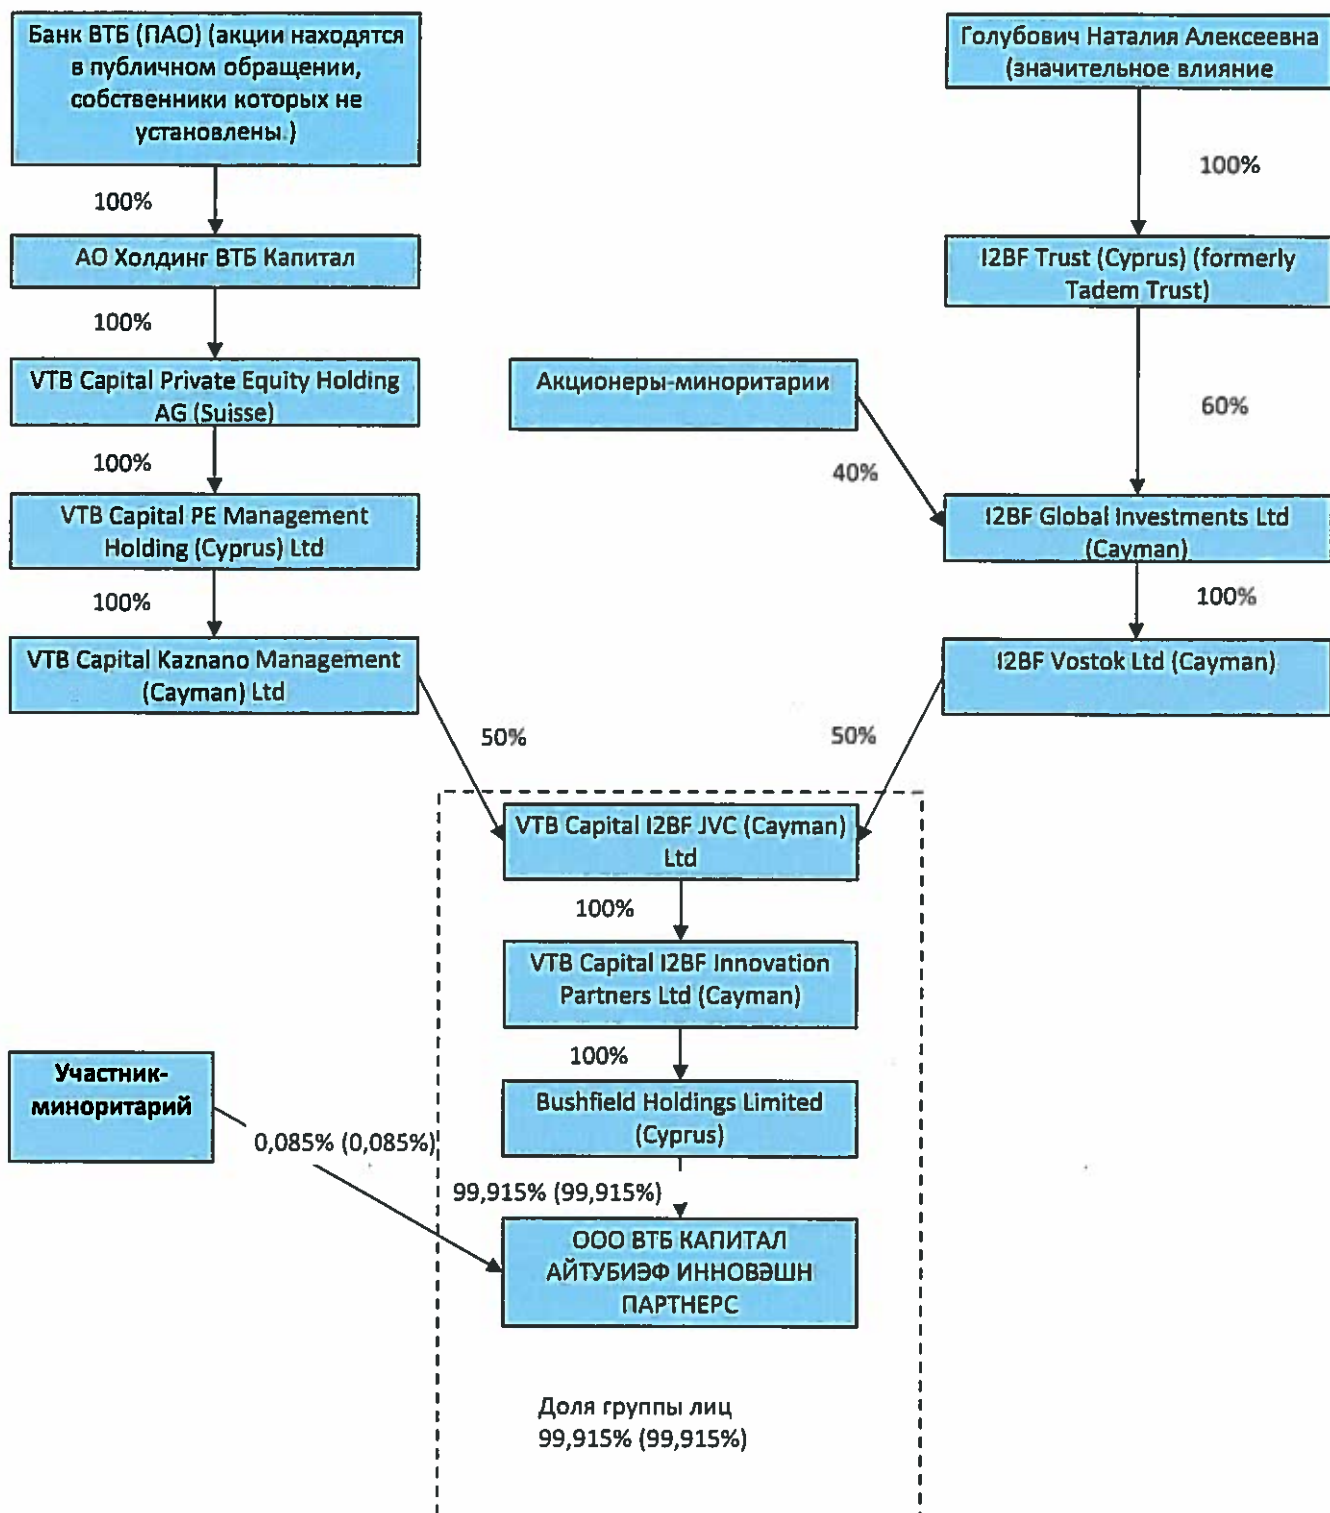 Банк ВТБ (ПАО) (акции находятся
в публичном обращении,
собственники которых не
установлены.)
100%
АО Холдинг ВТБ Капитал
100%
VTB Capital Private Equity Holding
AG (Suisse)
100%
VTB Capital PE Management
Holding (Cyprus) Ltd
100%
VTB Capital Kaznano Management
(Cayman) Ltd
50%
Голубович Наталия Алексеевна
(значительное влияние
100%
I2BF Trust (Cyprus) (formerly
Tadem Trust)
60%
Акционеры-миноритарии
40%
I2BF Global Investments Ltd
(Cayman)
100%
I2BF Vostok Ltd (Cayman)
50%
VTB Capital I2BF JVC (Cayman)
Ltd
100%
VTB Capital I2BF Innovation
Partners Ltd (Cayman)
100%
Bushfield Holdings Limited
(Cyprus)
Участник-
миноритарий
0,085% (0,085%)
99,915% (99,915%)
ООО ВТБ КАПИТАЛ
АЙТУБИЭФ ИННОВЭШН
ПАРТНЕРС
Доля группы лиц
99,915% (99,915%)